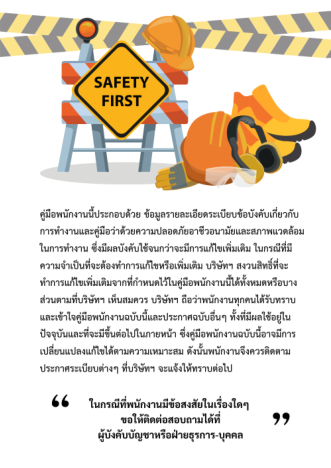 SAFETY
FIRST
คู่มือพนักงานนี้ประกอบด้วย ข้อมูลรายละเอียดระเบียบข้อบังคับเกี่ยวกับ
การทำงานและคู่มือว่าด้วยความปลอดภัยอาชีวอนามัยและสภาพแวดล้อม
ในการทำงาน ซึ่งมีผลบังคับใช้จนกว่าจะมีการแก้ไขเพิ่มเติม ในกรณีที่มี
ความจำเป็นที่จะต้องทำการแก้ไขหรือเพิ่มเติม บริษัทฯ สงวนสิทธิ์ที่จะ
ทำการแก้ไขเพิ่มเติมจากที่กำหนดไว้ในคู่มือพนักงานนี้ได้ทั้งหมดหรือบาง
ส่วนตามที่บริษัทฯ เห็นสมควร บริษัทฯ ถือว่าพนักงานทุกคนได้รับทราบ
และเข้าใจคู่มือพนักงานฉบับนี้และประกาศฉบับอื่นๆ ทั้งที่มีผลใช้อยู่ใน
ปัจจุบันและที่จะมีขึ้นต่อไปในภายหน้า ซึ่งคู่มือพนักงานฉบับนี้อาจมีการ
เปลี่ยนแปลงแก้ไขได้ตามความเหมาะสม ดังนั้นพนักงานจึงควรติดตาม
ประกาศระเบียบต่างๆ ที่บริษัทฯ จะแจ้งให้ทราบต่อไป
“ ในกรณีที่พนักงานมีข้อสงสัยในเรื่องใดๆ
ขอให้ติดต่อสอบถามได้ที่ ”
ผู้บังคับบัญชาหรือฝ่ายธุรการ-บุคคล